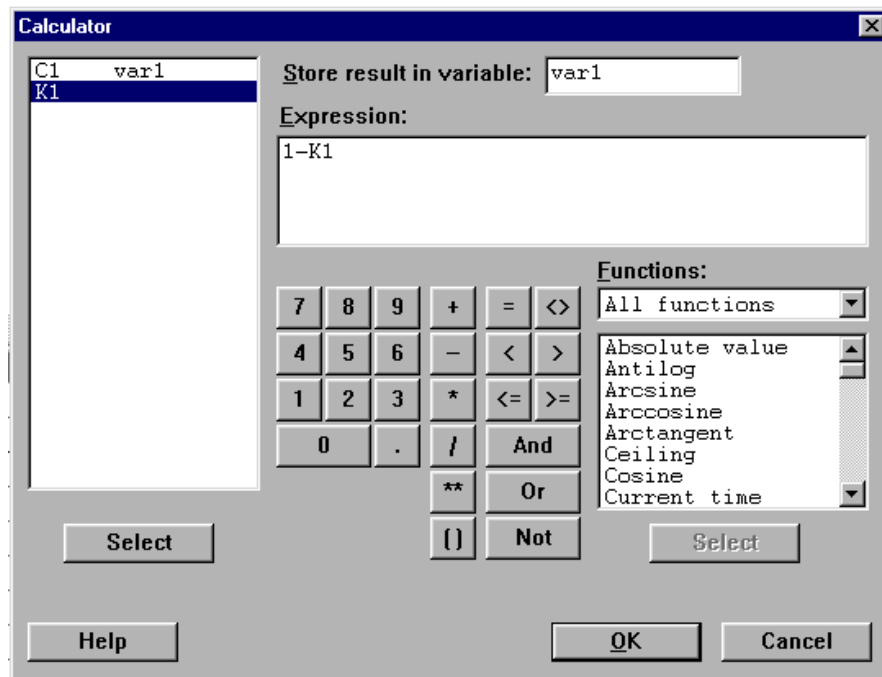 Calculator
C1 var1
K1
Store result in variable: var1
Expression:
1-K1
Functions:
All functions
7 8 9 + = <>
4 5 6 - < >
1 2 3 * <= >=
0 . / And
** Or
() Not
Absolute value
Antilog
Arcsine
Arccosine
Arctangent
Ceiling
Cosine
Current time
Select
Select
Help
OK
Cancel